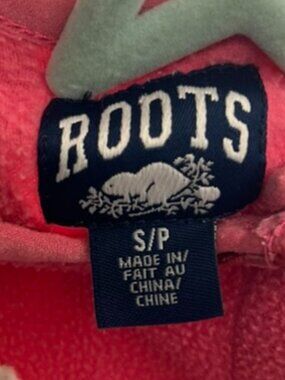 ROOTS
S/P
MADE IN/
FAIT AU
CHINA/
CHINE